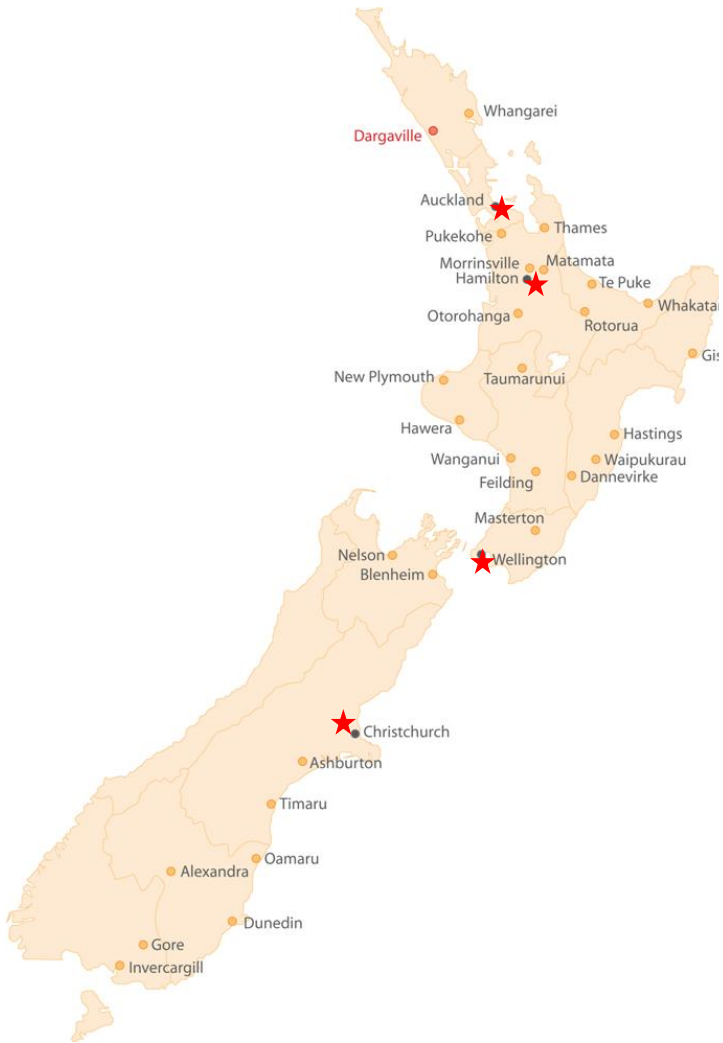 Whangarei
Dargaville
Auckland
Thames
Pukekohe
Morrinsville
Matamata
Hamilton
Te Puke
Whakatan
Otorohanga
Rotorua
Gis
Taumarunui
New Plymouth
Hawera
Hastings
Wanganui
Waipukurau
Feilding
Dannevirke
Masterton
Nelson
Wellington
Blenheim
Christchurch
Ashburton
Timaru
Oamaru
Alexandra
Dunedin
Gore
Invercargill